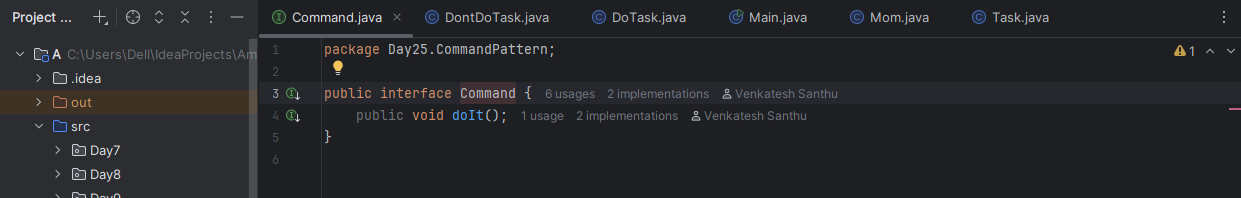 Project ...
Command.java
DontDoTask.java
DoTask.java
Main.java
Mom.java
Task.java
A C:\Users\Dell\IdeaProjects\Am
.idea
out
src
Day7
Day8
Day9
1 package Day25.CommandPattern;
1
2
3 public interface Command { 6 usages 2 implementations Venkatesh Santhu
4 public void doIt(); 1 usage 2 implementations Venkatesh Santhu
5 }
6